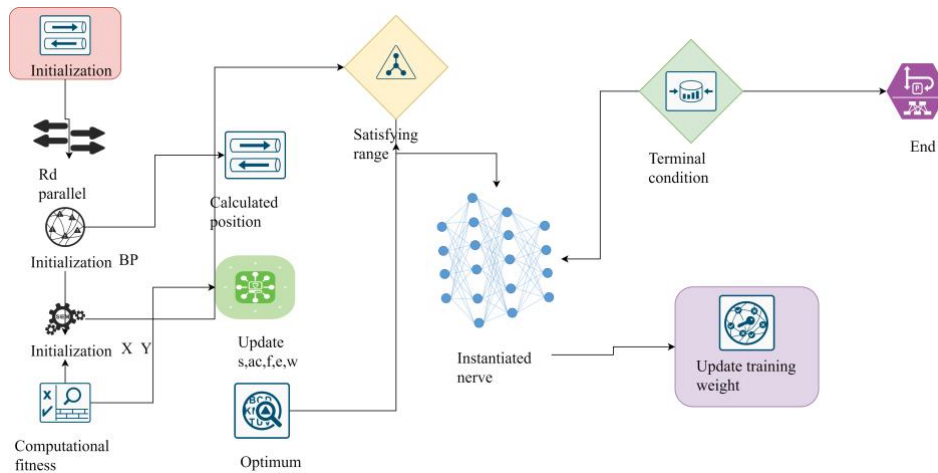 Initialization
Rd
parallel
Initialization BP
Initialization X Y
Computational
fitness
Calculated
position
Update
s,ac,f,e,w
Optimum
Satisfying
range
Instantiated
nerve
Terminal
condition
Update training
weight
P
End